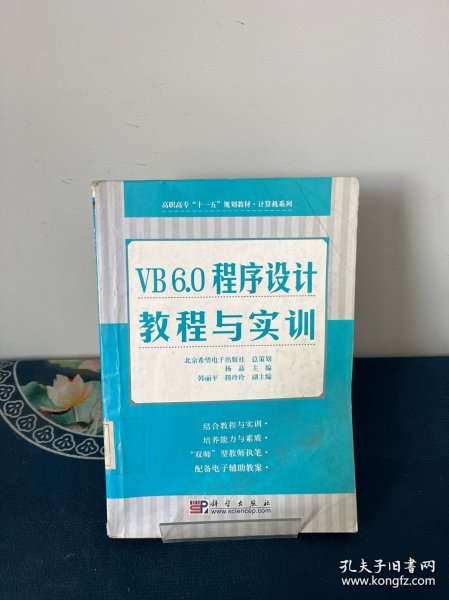 高职高专“十一五”规划教材·计算机系列
VB 6.0 程序设计
教程与实训
北京希望电子出版社 总策划
杨晶 主编
韩丽平 滕玲玲 副主编
结合教程与实训·
培养能力与素质·
“双师”型教师执笔·
配备电子辅助教案·
科学出版社
www.sciencep.com
孔夫子旧书网
www.kongfz.com